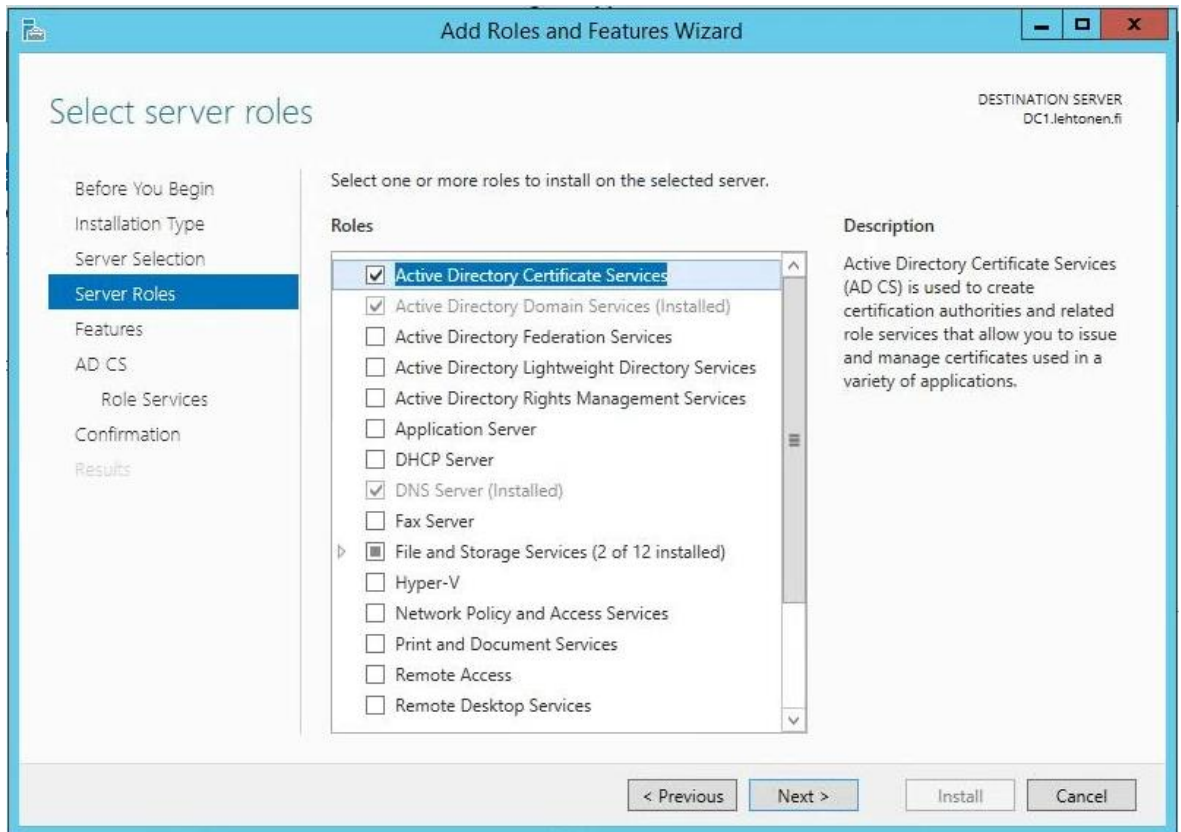 Add Roles and Features Wizard
Select server roles
DESTINATION SERVER
DC1.lehtonen.fi
Before You Begin
Installation Type
Server Selection
Server Roles
Features
AD CS
Role Services
Confirmation
Results
Select one or more roles to install on the selected server.
Roles
Active Directory Certificate Services
Active Directory Domain Services (Installed)
Active Directory Federation Services
Active Directory Lightweight Directory Services
Active Directory Rights Management Services
Application Server
DHCP Server
DNS Server (Installed)
Fax Server
File and Storage Services (2 of 12 installed)
Hyper-V
Network Policy and Access Services
Print and Document Services
Remote Access
Remote Desktop Services
Description
Active Directory Certificate Services
(AD CS) is used to create
certification authorities and related
role services that allow you to issue
and manage certificates used in a
variety of applications.
< Previous
Next >
Install
Cancel